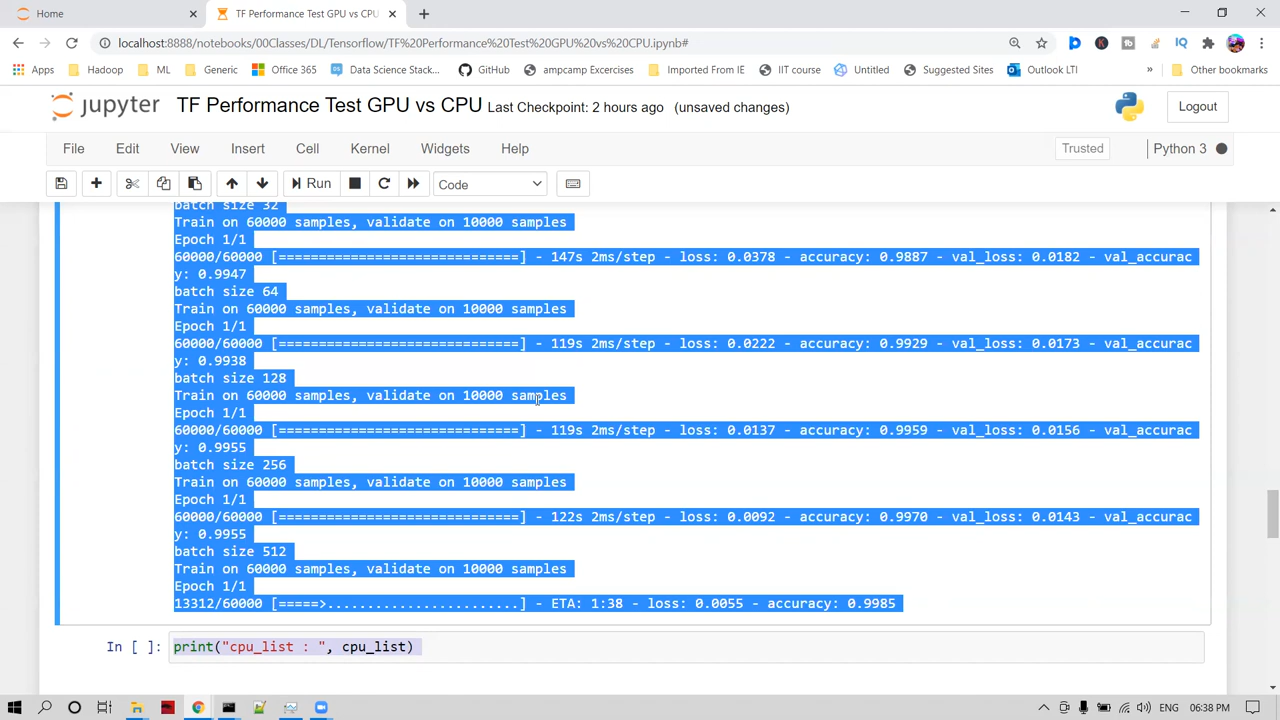 Home
TF Performance Test GPU vs CPU
localhost:8888/notebooks/00Classes/DL/Tensorflow/TF%20Performance%20Test%20GPU%20vs%20CPU.ipynb#
Apps Hadoop ML Generic Office 365 Data Science Stack... GitHub ampcamp Excercises Imported From IE IIT course Untitled Suggested Sites Outlook LTI » Other bookmarks
jupyter TF Performance Test GPU vs CPU Last Checkpoint: 2 hours ago (unsaved changes) Logout
File Edit View Insert Cell Kernel Widgets Help Trusted Python 3
Run Code
batch size 32
Train on 60000 samples, validate on 10000 samples
Epoch 1/1
60000/60000 [==============================] - 147s 2ms/step - loss: 0.0378 - accuracy: 0.9887 - val_loss: 0.0182 - val_accurac
y: 0.9947
batch size 64
Train on 60000 samples, validate on 10000 samples
Epoch 1/1
60000/60000 [==============================] - 119s 2ms/step - loss: 0.0222 - accuracy: 0.9929 - val_loss: 0.0173 - val_accurac
y: 0.9938
batch size 128
Train on 60000 samples, validate on 10000 samples
Epoch 1/1
60000/60000 [==============================] - 119s 2ms/step - loss: 0.0137 - accuracy: 0.9959 - val_loss: 0.0156 - val_accurac
y: 0.9955
batch size 256
Train on 60000 samples, validate on 10000 samples
Epoch 1/1
60000/60000 [==============================] - 122s 2ms/step - loss: 0.0092 - accuracy: 0.9970 - val_loss: 0.0143 - val_accurac
y: 0.9955
batch size 512
Train on 60000 samples, validate on 10000 samples
Epoch 1/1
13312/60000 [=====>........................] - ETA: 1:38 - loss: 0.0055 - accuracy: 0.9985
In [ ]: print("cpu_list : ", cpu_list)
ENG 06:38 PM